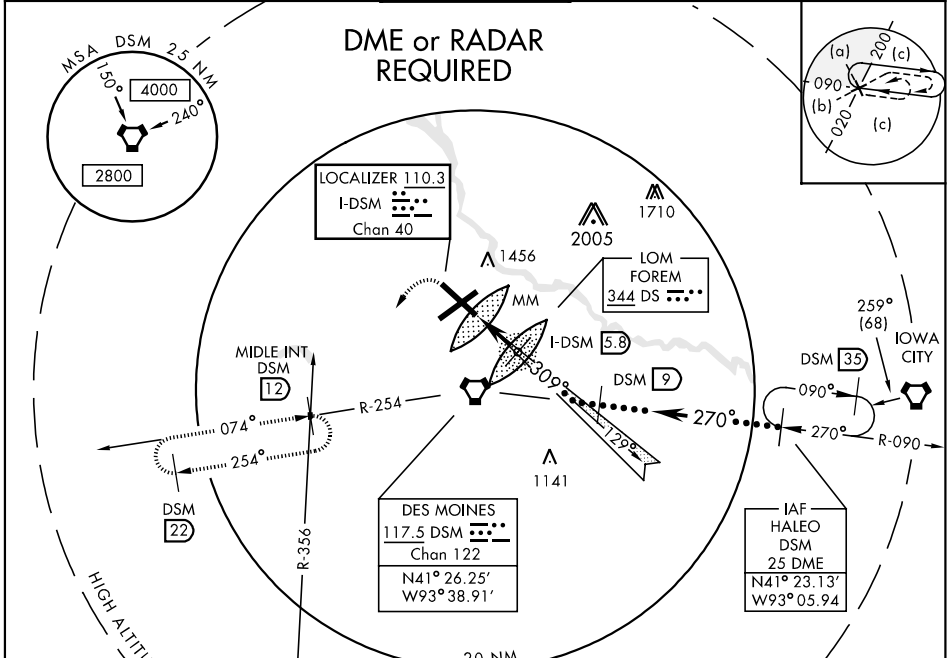 DME or RADAR
REQUIRED
MSA DSM 25 NM
150°
4000
240°
2800
(a)
200
(c)
090
(b)
020
(c)
LOCALIZER 110.3
I-DSM
Chan 40
1710
2005
1456
LOM
FOREM
344 DS
MM
259°
(68)
IOWA
CITY
I-DSM 5.8
MIDLE INT
DSM
12
DSM 35
DSM 9
309°
090°
R-254
074°
270°
270°
R-090
129°
254°
1141
DSM
22
DES MOINES
117.5 DSM
Chan 122
N41° 26.25'
W93° 38.91'
IAF
HALEO
DSM
25 DME
N41° 23.13'
W93° 05.94
R-356
HIGH ALTIT
20 NM